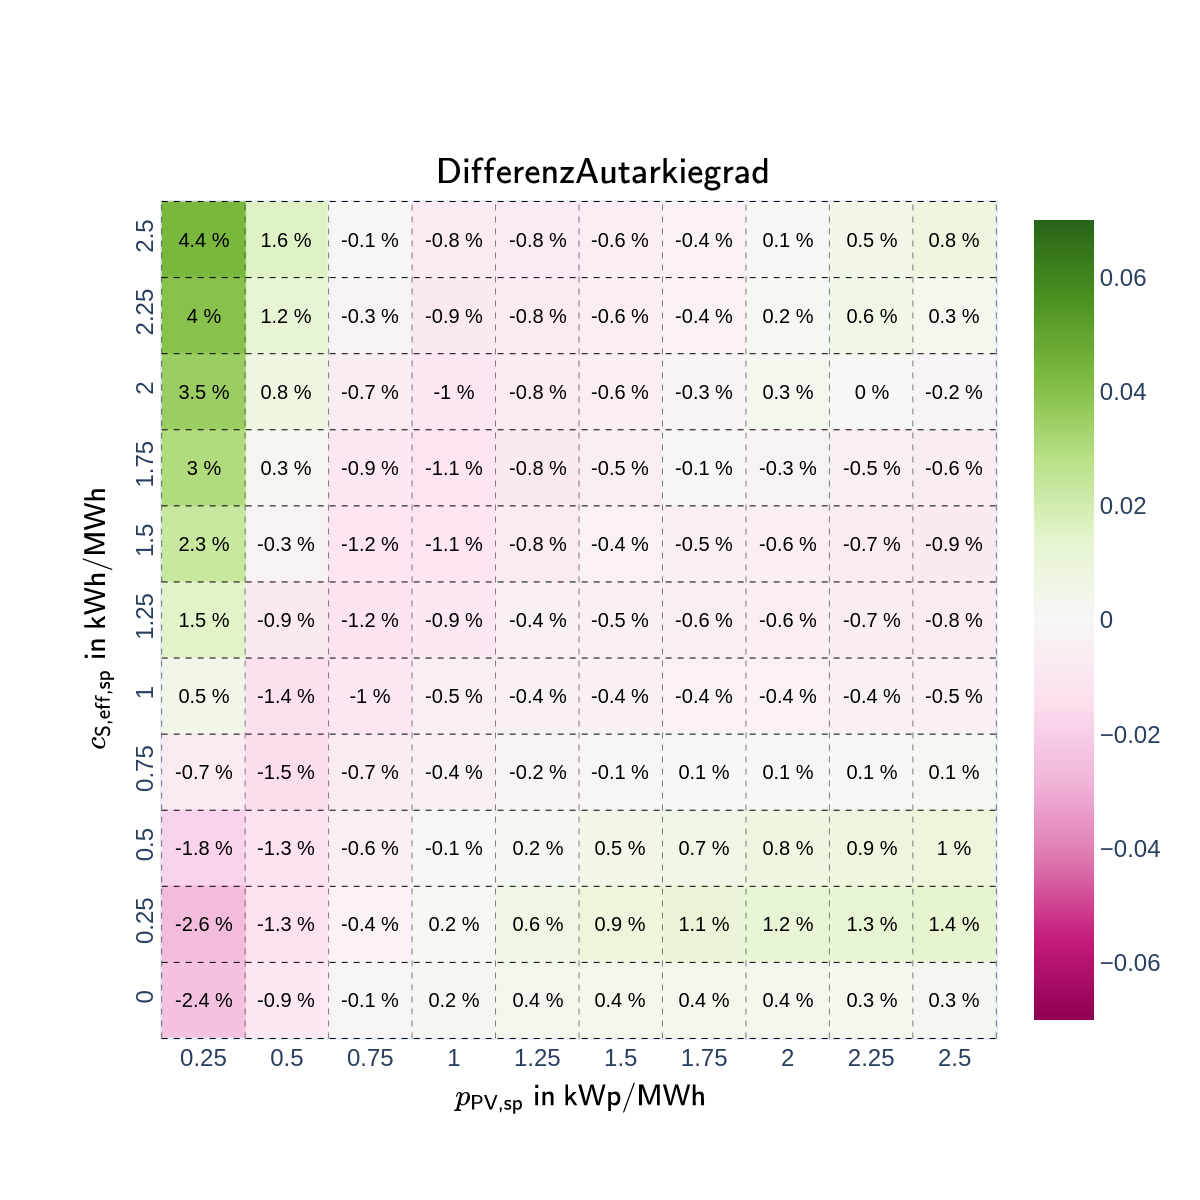 DifferenzAutarkiegrad
2.5 4.4 % 1.6 % -0.1 % -0.8 % -0.8 % -0.6 % -0.4 % 0.1 % 0.5 % 0.8 %
2.25 4 % 1.2 % -0.3 % -0.9 % -0.8 % -0.6 % -0.4 % 0.2 % 0.6 % 0.3 %
2 3.5 % 0.8 % -0.7 % -1 % -0.8 % -0.6 % -0.3 % 0.3 % 0 % -0.2 %
1.75 3 % 0.3 % -0.9 % -1.1 % -0.8 % -0.5 % -0.1 % -0.3 % -0.5 % -0.6 %
1.5 2.3 % -0.3 % -1.2 % -1.1 % -0.8 % -0.4 % -0.5 % -0.6 % -0.7 % -0.9 %
1.25 1.5 % -0.9 % -1.2 % -0.9 % -0.4 % -0.5 % -0.6 % -0.6 % -0.7 % -0.8 %
1 0.5 % -1.4 % -1 % -0.5 % -0.4 % -0.4 % -0.4 % -0.4 % -0.4 % -0.5 %
0.75 -0.7 % -1.5 % -0.7 % -0.4 % -0.2 % -0.1 % 0.1 % 0.1 % 0.1 % 0.1 %
0.5 -1.8 % -1.3 % -0.6 % -0.1 % 0.2 % 0.5 % 0.7 % 0.8 % 0.9 % 1 %
0.25 -2.6 % -1.3 % -0.4 % 0.2 % 0.6 % 0.9 % 1.1 % 1.2 % 1.3 % 1.4 %
0 -2.4 % -0.9 % -0.1 % 0.2 % 0.4 % 0.4 % 0.4 % 0.4 % 0.3 % 0.3 %
0.25 0.5 0.75 1 1.25 1.5 1.75 2 2.25 2.5
p PV,sp in kWp/MWh
c S,eff,sp in kWh/MWh
0.06
0.04
0.02
0
−0.02
−0.04
−0.06